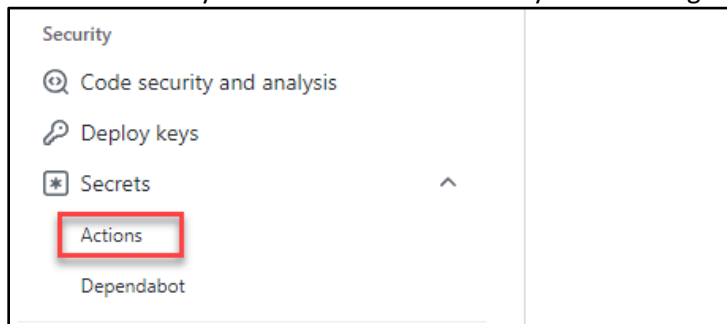 Security
Code security and analysis
Deploy keys
Secrets
Actions
Dependabot